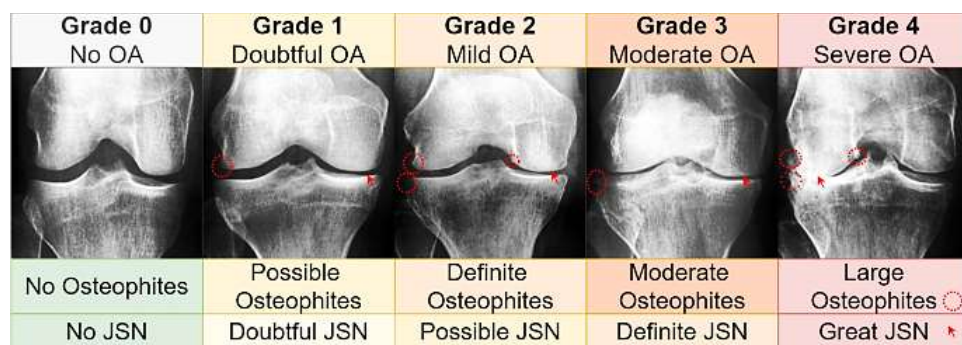 Grade 0
No OA
Grade 1
Doubtful OA
Grade 2
Mild OA
Grade 3
Moderate OA
Grade 4
Severe OA
No Osteophites
Possible
Osteophites
Definite
Osteophites
Moderate
Osteophites
Large
Osteophites
No JSN
Doubtful JSN
Possible JSN
Definite JSN
Great JSN